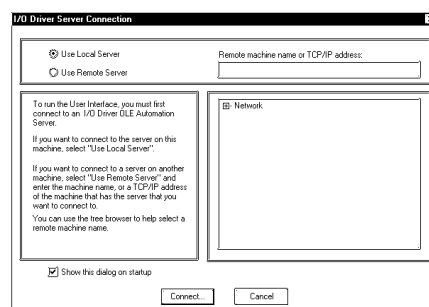 I/O Driver Server Connection
Use Local Server
Use Remote Server
Remote machine name or TCP/IP address:
To run the User Interface, you must first
connect to an I/O Driver OLE Automation
Server.
If you want to connect to the server on this
machine, select "Use Local Server".
If you want to connect to a server on another
machine, select "Use Remote Server" and
enter the machine name, or a TCP/IP address
of the machine that has the server that you
want to connect to.
You can use the tree browser to help select a
remote machine name.
Network
Show this dialog on startup
Connect...
Cancel